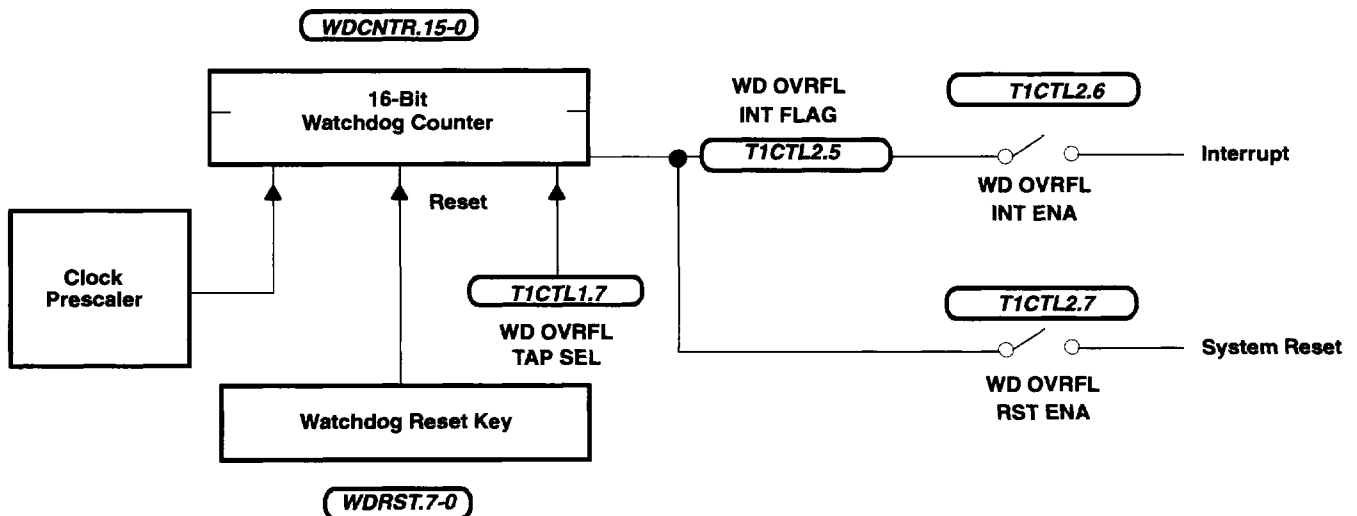 WDCNTR.15-0
16-Bit
Watchdog Counter
WD OVRFL
INT FLAG
T1CTL2.5
T1CTL2.6
WD OVRFL
INT ENA
Interrupt
Reset
Clock
Prescaler
T1CTL1.7
WD OVRFL
TAP SEL
T1CTL2.7
WD OVRFL
RST ENA
System Reset
Watchdog Reset Key
WDRST.7-0